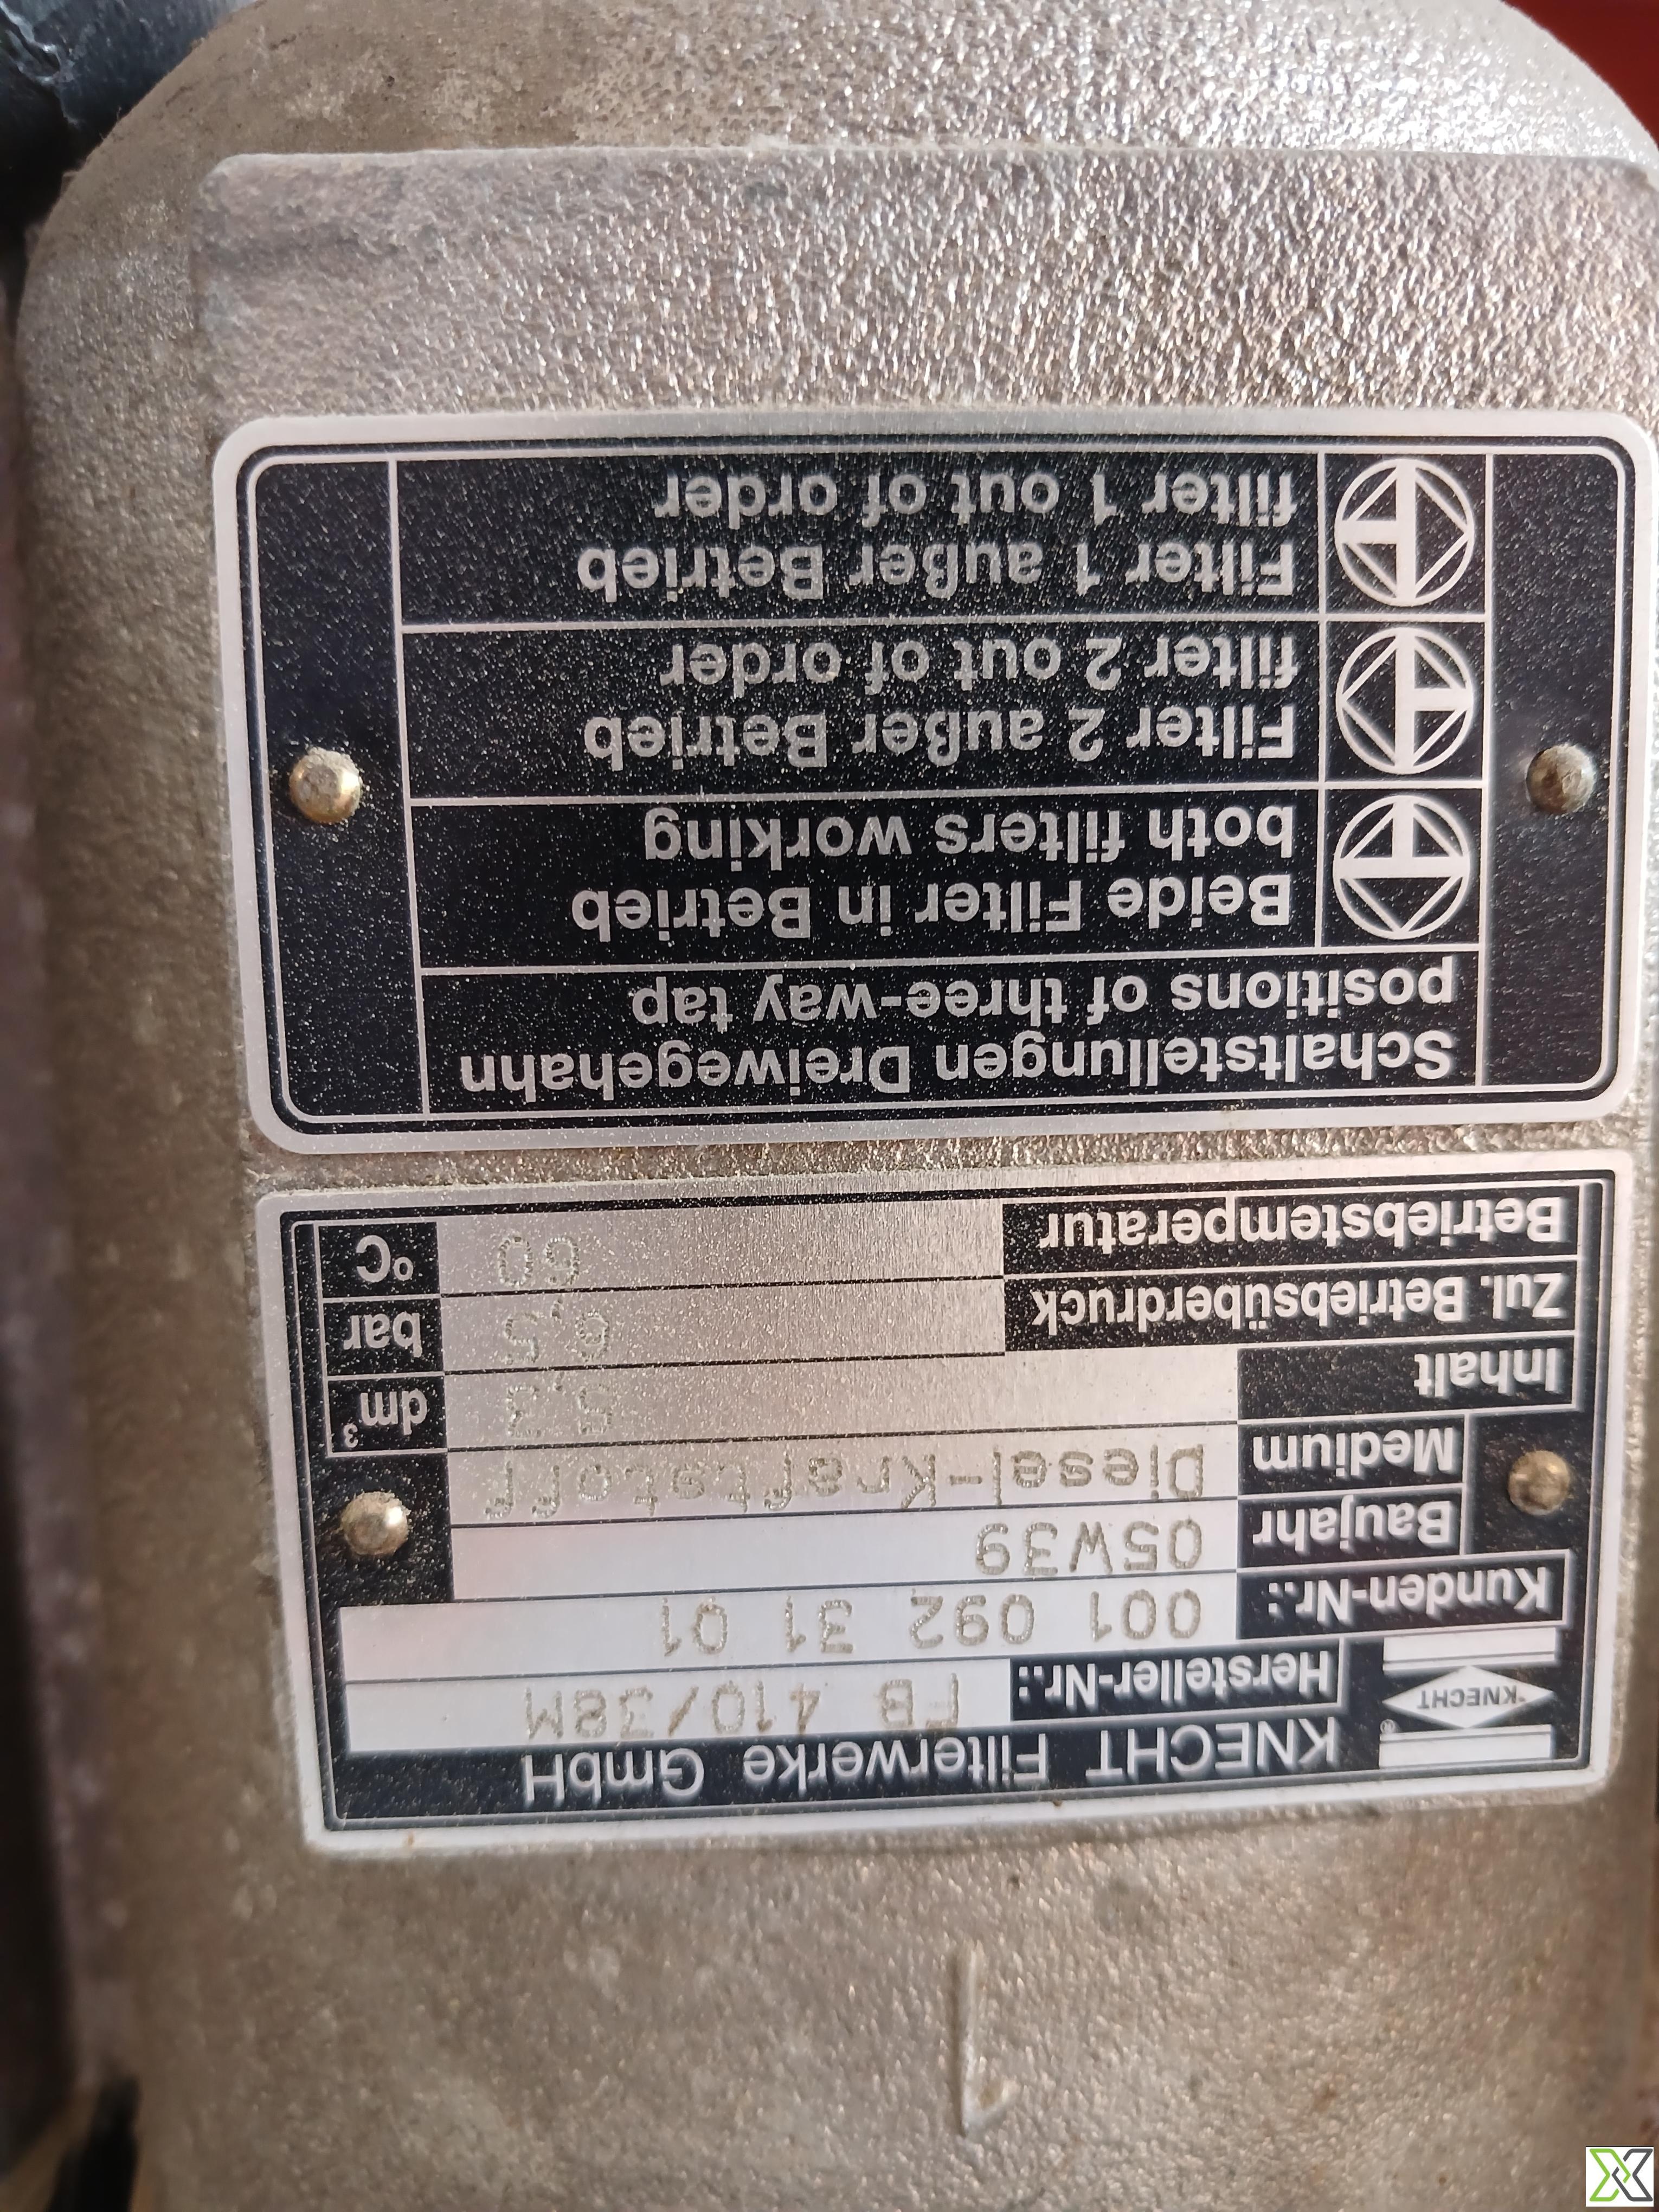 KNECHT Filterwerke GmbH
KNECHT ®
Hersteller-Nr.: FB 410/38M
Kunden-Nr.: 001 092 31 01
Baujahr 05W39
Medium Diesel-Kraftstoff
Inhalt dm³
Zul. Betriebsüberdruck bar
Betriebstemperatur °C
Schaltstellungen Dreiwegehahn
positions of three-way tap
Beide Filter in Betrieb
both filters working
Filter 2 außer Betrieb
filter 2 out of order
Filter 1 außer Betrieb
filter 1 out of order